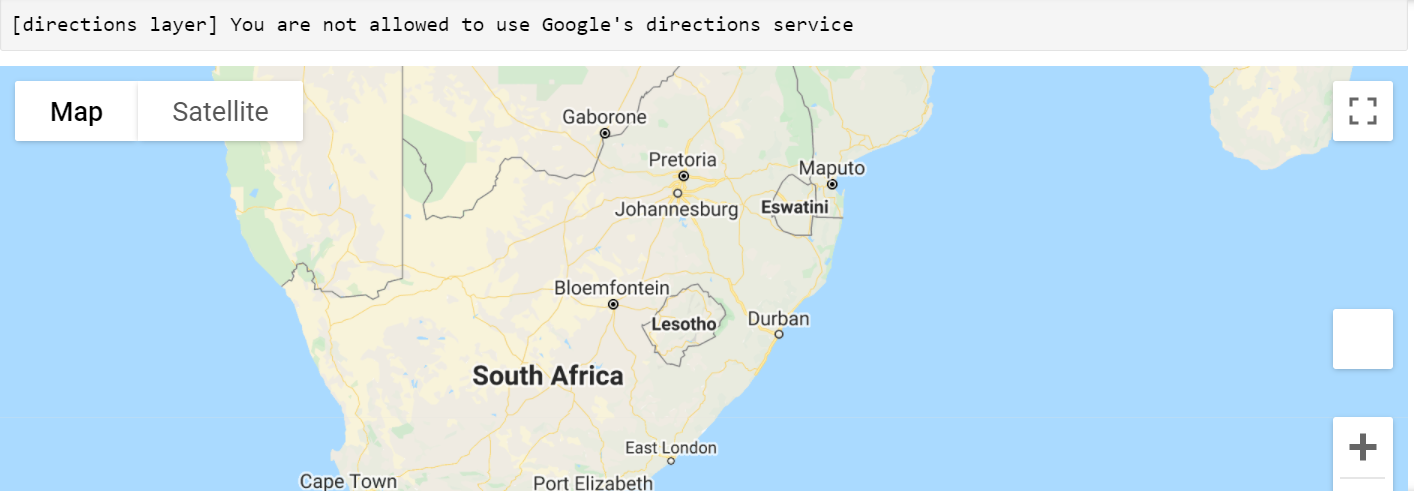 [directions layer] You are not allowed to use Google's directions service
Map
Satellite
Gaborone
Pretoria
Maputo
Johannesburg
Eswatini
Bloemfontein
Lesotho
Durban
South Africa
East London
Cape Town
Port Elizabeth